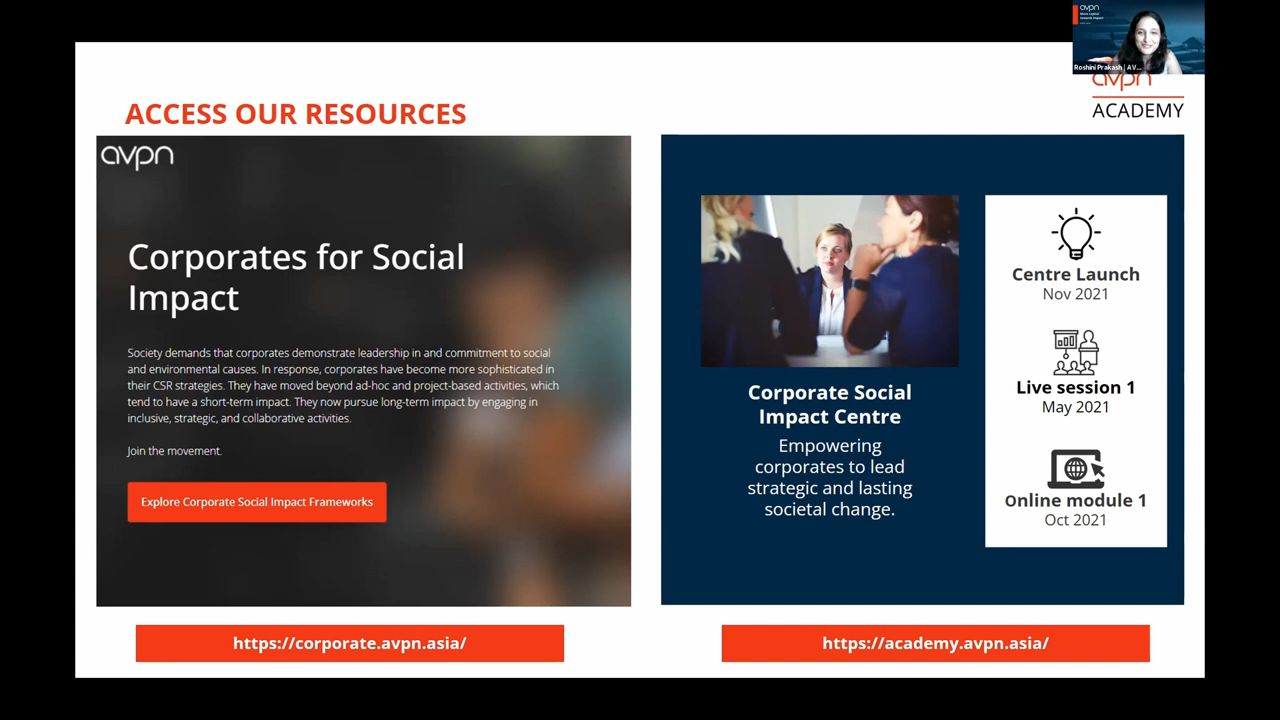 avpn
Roshini Prakash | AV...
avpn
ACADEMY
ACCESS OUR RESOURCES
avpn
Corporates for Social
Impact
Society demands that corporates demonstrate leadership in and commitment to social
and environmental causes. In response, corporates have become more sophisticated in
their CSR strategies. They have moved beyond ad-hoc and project-based activities, which
tend to have a short-term impact. They now pursue long-term impact by engaging in
inclusive, strategic, and collaborative activities.
Join the movement.
Explore Corporate Social Impact Frameworks
https://corporate.avpn.asia/
Corporate Social
Impact Centre
Empowering
corporates to lead
strategic and lasting
societal change.
Centre Launch
Nov 2021
Live session 1
May 2021
Online module 1
Oct 2021
https://academy.avpn.asia/